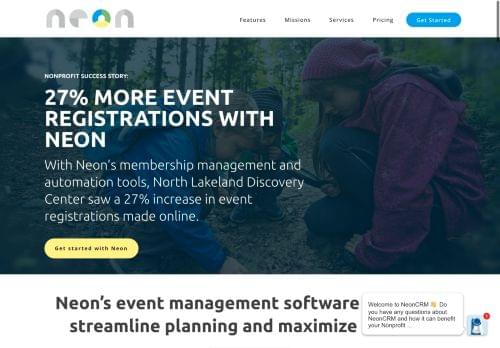 neon
Features Missions Services Pricing Get Started
NONPROFIT SUCCESS STORY:
27% MORE EVENT
REGISTRATIONS WITH
NEON
With Neon's membership management and
automation tools, North Lakeland Discovery
Center saw a 27% increase in event
registrations made online.
Get started with Neon
Neon's event management software
streamline planning and maximize
Welcome to NeonCRM 👋 Do
you have any questions about
NeonCRM and how it can benefit
your Nonprofit ...
1